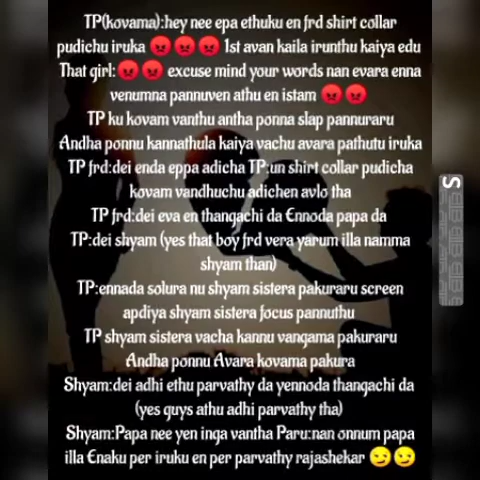 TP(kovama):hey nee epa ethuku en frd shirt collar
pudichu iruka 😡😡😡 1st avan kaila irunthu kaiya edu
That girl:😡😡 excuse mind your words nan evara enna
venumna pannuven athu en istam 😡😡
TP ku kovam vanthu antha ponna slap pannuraru
Andha ponnu kannathula kaiya vachu avara pathutu iruka
TP frd:dei enda eppa adicha TP:un shirt collar pudicha
kovam vandhuchu adichen avlo tha
TP frd:dei eva en thangachi da Ennoda papa da
TP:dei shyam (yes that boy frd vera yarum illa namma
shyam than)
TP:ennada solura nu shyam sistera pakuraru screen
apdiya shyam sistera focus pannuthu
TP shyam sistera vacha kannu vangama pakuraru
Andha ponnu Avara kovama pakura
Shyam:dei adhi ethu parvathy da yennoda thangachi da
(yes guys athu adhi parvathy tha)
Shyam:Papa nee yen inga vantha Paru:nan onnum papa
illa Enaku per iruku en per parvathy rajashekar 😏😏